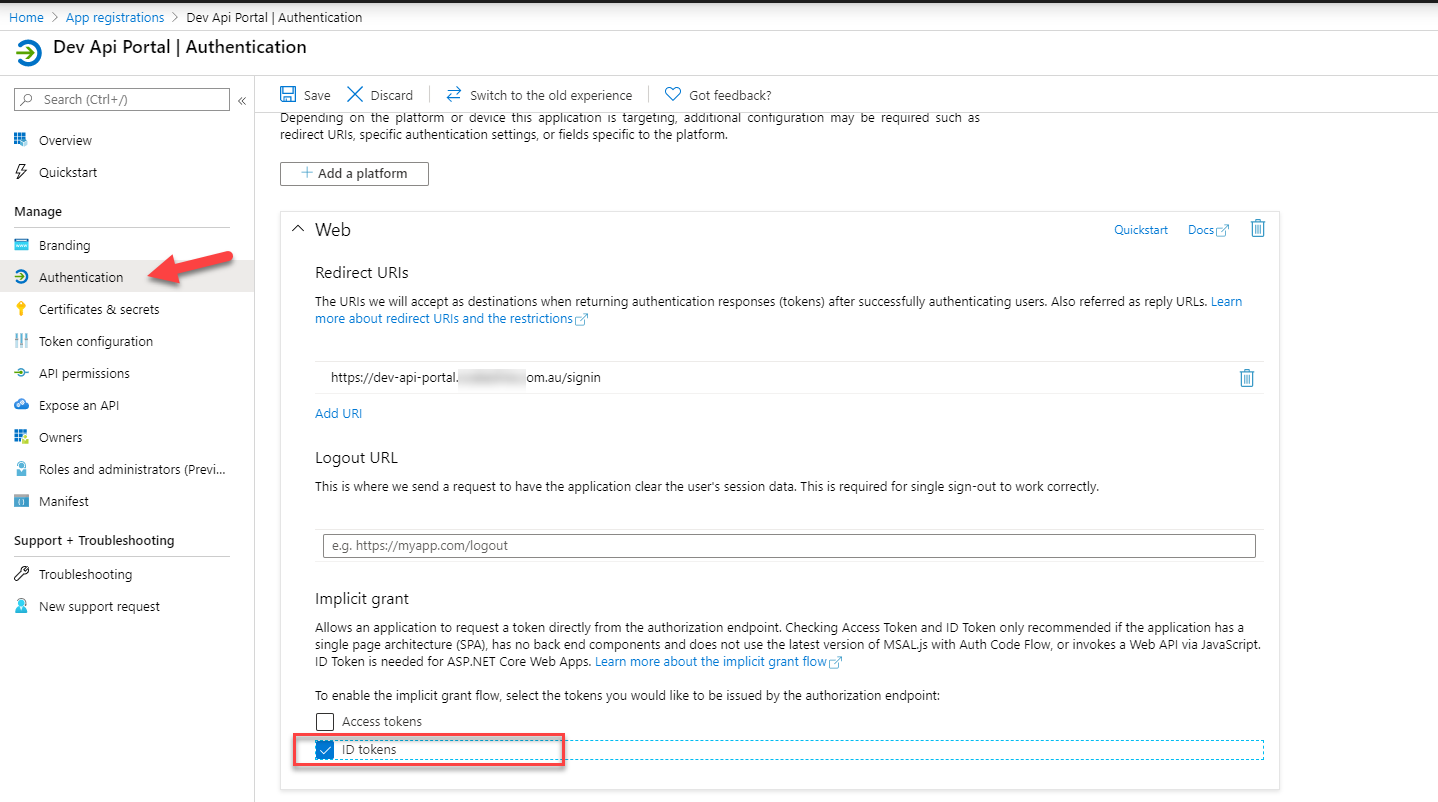 Home > App registrations > Dev Api Portal | Authentication
Dev Api Portal | Authentication
Search (Ctrl+/)
«
Overview
Quickstart
Manage
Branding
Authentication
Certificates & secrets
Token configuration
API permissions
Expose an API
Owners
Roles and administrators (Previ...
Manifest
Support + Troubleshooting
Troubleshooting
New support request
Save
Discard
Switch to the old experience
Got feedback?
Depending on the platform or device this application is targeting, additional configuration may be required such as
redirect URIs, specific authentication settings, or fields specific to the platform.
+ Add a platform
Web
Quickstart
Docs
Redirect URIs
The URIs we will accept as destinations when returning authentication responses (tokens) after successfully authenticating users. Also referred as reply URLs. Learn
more about redirect URIs and the restrictions
https://dev-api-portal. om.au/signin
Add URI
Logout URL
This is where we send a request to have the application clear the user's session data. This is required for single sign-out to work correctly.
e.g. https://myapp.com/logout
Implicit grant
Allows an application to request a token directly from the authorization endpoint. Checking Access Token and ID Token only recommended if the application has a
single page architecture (SPA), has no back end components and does not use the latest version of MSAL.js with Auth Code Flow, or invokes a Web API via JavaScript.
ID Token is needed for ASP.NET Core Web Apps. Learn more about the implicit grant flow
To enable the implicit grant flow, select the tokens you would like to be issued by the authorization endpoint:
Access tokens
ID tokens